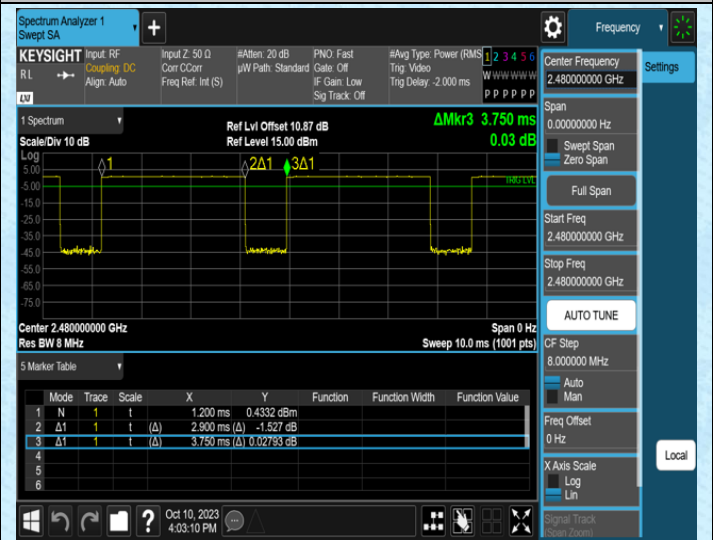 Spectrum Analyzer 1
Swept SA
+
Frequency
KEYSIGHT
Input: RF
Input Z: 50 Ω
#Atten: 20 dB
PNO: Fast
#Avg Type: Power (RMS
1 2 3 4 5 6
RL
Coupling: DC
Corr CCorr
µW Path: Standard
Gate: Off
Trig: Video
W W W W W W
Align: Auto
Freq Ref: Int (S)
IF Gain: Low
Trig Delay: -2.000 ms
P P P P P P
LXI
Sig Track: Off
Center Frequency
2.480000000 GHz
Settings
Span
0.00000000 Hz
Swept Span
Zero Span
Full Span
Start Freq
2.480000000 GHz
Stop Freq
2.480000000 GHz
AUTO TUNE
CF Step
8.000000 MHz
Auto
Man
Freq Offset
0 Hz
X Axis Scale
Log
Lin
Signal Track
(Span Zoom)
Local
1 Spectrum
Ref Lvl Offset 10.87 dB
ΔMkr3 3.750 ms
Scale/Div 10 dB
Ref Level 15.00 dBm
0.03 dB
Log
1
2Δ1
3Δ1
5.00
TRIG LVL
-5.00
-15.0
-25.0
-35.0
-45.0
-55.0
-65.0
-75.0
Center 2.480000000 GHz
Span 0 Hz
Res BW 8 MHz
Sweep 10.0 ms (1001 pts)
5 Marker Table
Mode Trace Scale X Y Function Function Width Function Value
1 N 1 t 1.200 ms 0.4332 dBm
2 Δ1 1 t (Δ) 2.900 ms (Δ) -1.527 dB
3 Δ1 1 t (Δ) 3.750 ms (Δ) 0.02793 dB
4
5
6
?
Oct 10, 2023
4:03:10 PM